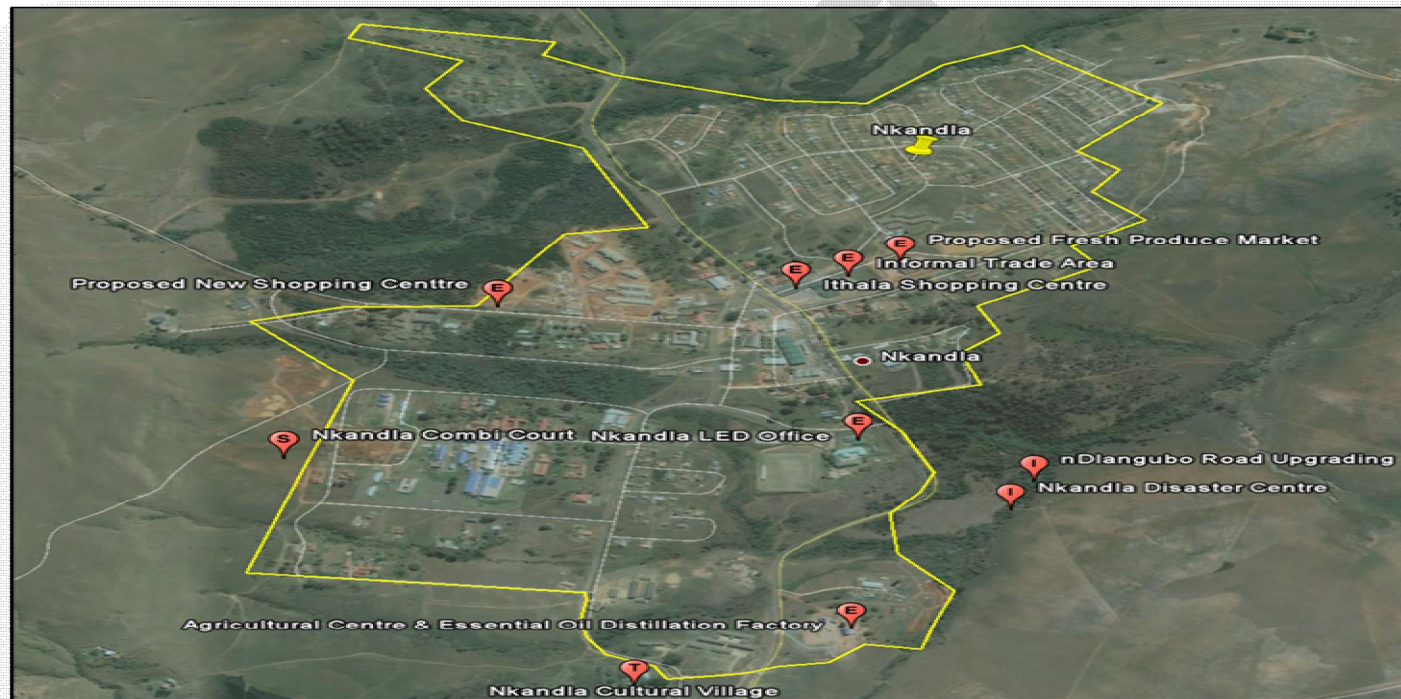 Nkandla
E Proposed Fresh Produce Market
E Informal Trade Area
E Ithala Shopping Centre
Proposed New Shopping Centtre E
Nkandla
Nkandla LED Office E
S Nkandla Combi Court
I nDlangubo Road Upgrading
I Nkandla Disaster Centre
Agricultural Centre & Essential Oil Distillation Factory E
T
Nkandla Cultural Village